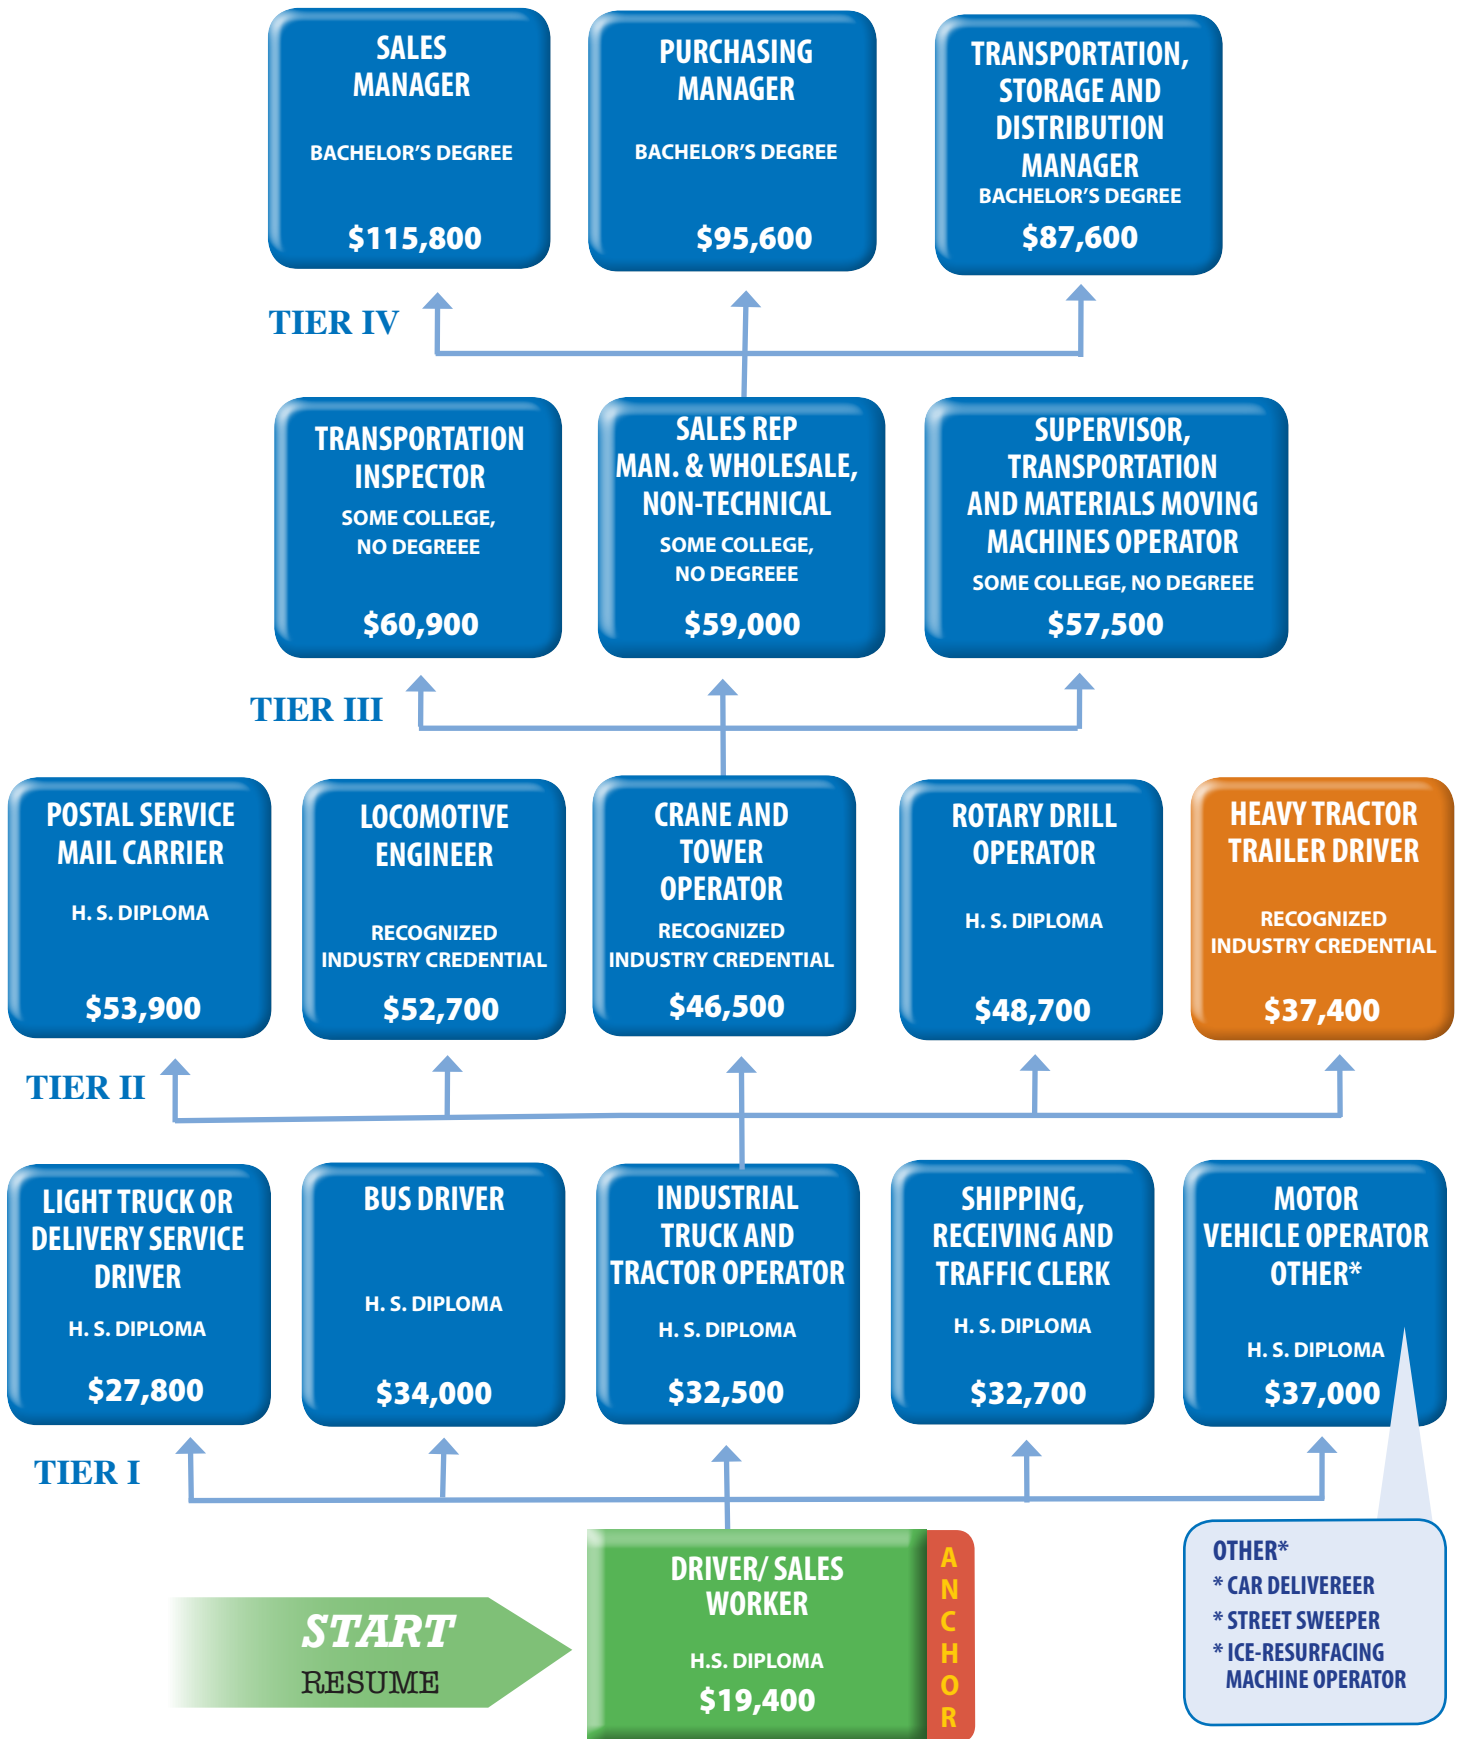 SALES
MANAGER
BACHELOR'S DEGREE
$115,800
PURCHASING
MANAGER
BACHELOR'S DEGREE
$95,600
TRANSPORTATION,
STORAGE AND
DISTRIBUTION
MANAGER
BACHELOR'S DEGREE
$87,600
TIER IV
TRANSPORTATION
INSPECTOR
SOME COLLEGE,
NO DEGREEE
$60,900
SALES REP
MAN. & WHOLESALE,
NON-TECHNICAL
SOME COLLEGE,
NO DEGREEE
$59,000
SUPERVISOR,
TRANSPORTATION
AND MATERIALS MOVING
MACHINES OPERATOR
SOME COLLEGE, NO DEGREEE
$57,500
TIER III
POSTAL SERVICE
MAIL CARRIER
H. S. DIPLOMA
$53,900
LOCOMOTIVE
ENGINEER
RECOGNIZED
INDUSTRY CREDENTIAL
$52,700
CRANE AND
TOWER
OPERATOR
RECOGNIZED
INDUSTRY CREDENTIAL
$46,500
ROTARY DRILL
OPERATOR
H. S. DIPLOMA
$48,700
HEAVY TRACTOR
TRAILER DRIVER
RECOGNIZED
INDUSTRY CREDENTIAL
$37,400
TIER II
LIGHT TRUCK OR
DELIVERY SERVICE
DRIVER
H. S. DIPLOMA
$27,800
BUS DRIVER
H. S. DIPLOMA
$34,000
INDUSTRIAL
TRUCK AND
TRACTOR OPERATOR
H. S. DIPLOMA
$32,500
SHIPPING,
RECEIVING AND
TRAFFIC CLERK
H. S. DIPLOMA
$32,700
MOTOR
VEHICLE OPERATOR
OTHER*
H. S. DIPLOMA
$37,000
TIER I
START
RESUME
DRIVER/ SALES
WORKER
H.S. DIPLOMA
$19,400
ANCHOR
OTHER*
* CAR DELIVEREER
* STREET SWEEPER
* ICE-RESURFACING
MACHINE OPERATOR